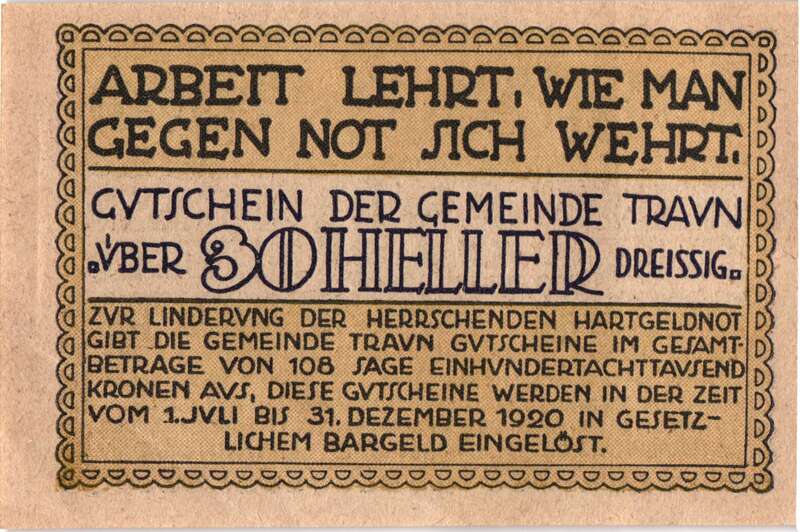 ARBEIT LEHRT, WIE MAN
GEGEN NOT SICH WEHRT.
GVTSCHEIN DER GEMEINDE TRAVN
.V̈BER 30 HELLER DREISSIG.
ZVR LINDERVNG DER HERRSCHENDEN HARTGELDNOT
GIBT DIE GEMEINDE TRAVN GVTSCHEINE IM GESAMT-
BETRAGE VON 108 SAGE EINHVNDERTACHTTAVSEND
KRONEN AVS, DIESE GVTSCHEINE WERDEN IN DER ZEIT
VOM 1. JVLI BIS 31. DEZEMBER 1920 IN GESETZ-
LICHEM BARGELD EINGELÖST.